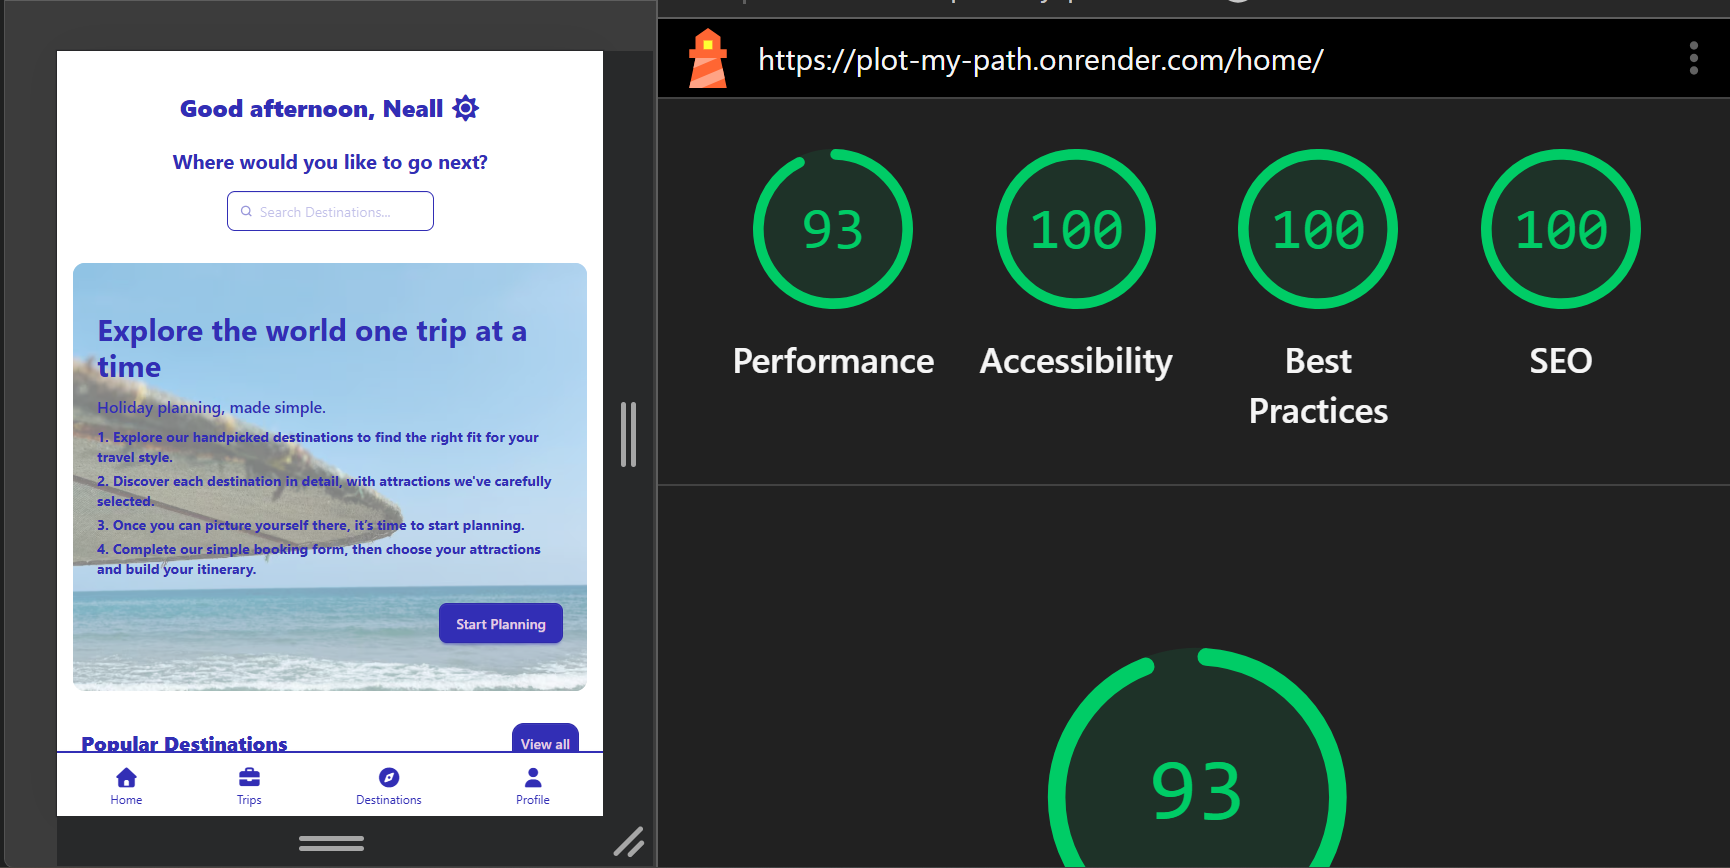 Good afternoon, Neall
Where would you like to go next?
Search Destinations...
Explore the world one trip at a
time
Holiday planning, made simple.
1. Explore our handpicked destinations to find the right fit for your
travel style.
2. Discover each destination in detail, with attractions we've carefully
selected.
3. Once you can picture yourself there, it's time to start planning.
4. Complete our simple booking form, then choose your attractions
and build your itinerary.
Start Planning
Popular Destinations
View all
Home
Trips
Destinations
Profile
https://plot-my-path.onrender.com/home/
93
100
100
100
Performance
Accessibility
Best
Practices
SEO
93